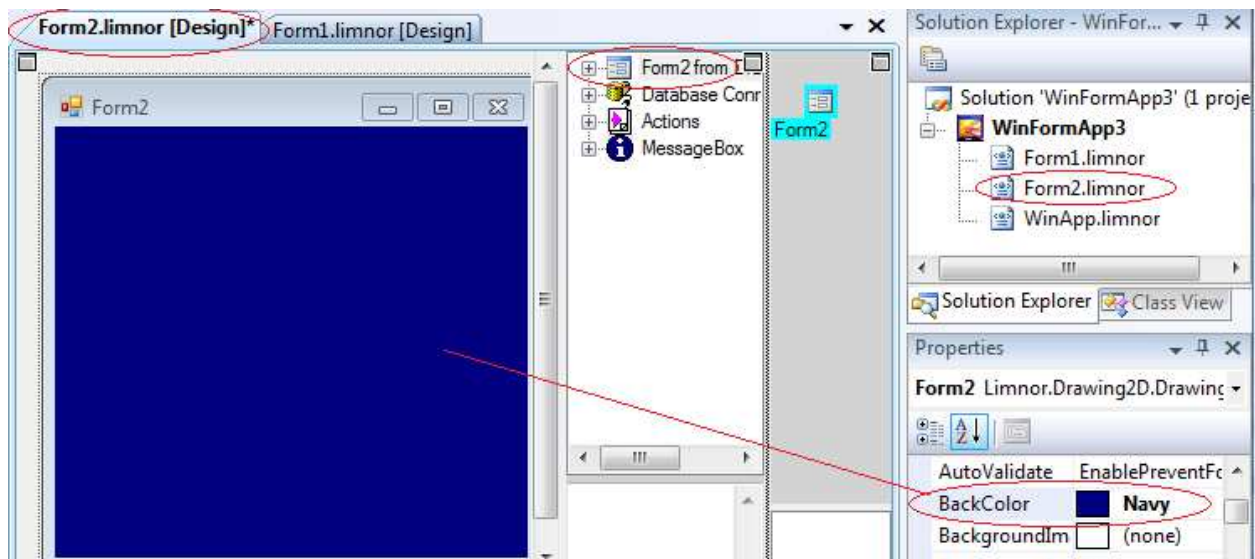 Form2.limnor [Design]*
Form1.limnor [Design]
Form2
Form2 from
Database Conr
Actions
MessageBox
Form2
Solution Explorer - WinFor...
Solution 'WinFormApp3' (1 proje
WinFormApp3
Form1.limnor
Form2.limnor
WinApp.limnor
Solution Explorer
Class View
Properties
Form2 Limnor.Drawing2D.Drawing
AutoValidate EnablePreventFc
BackColor Navy
BackgroundIm (none)